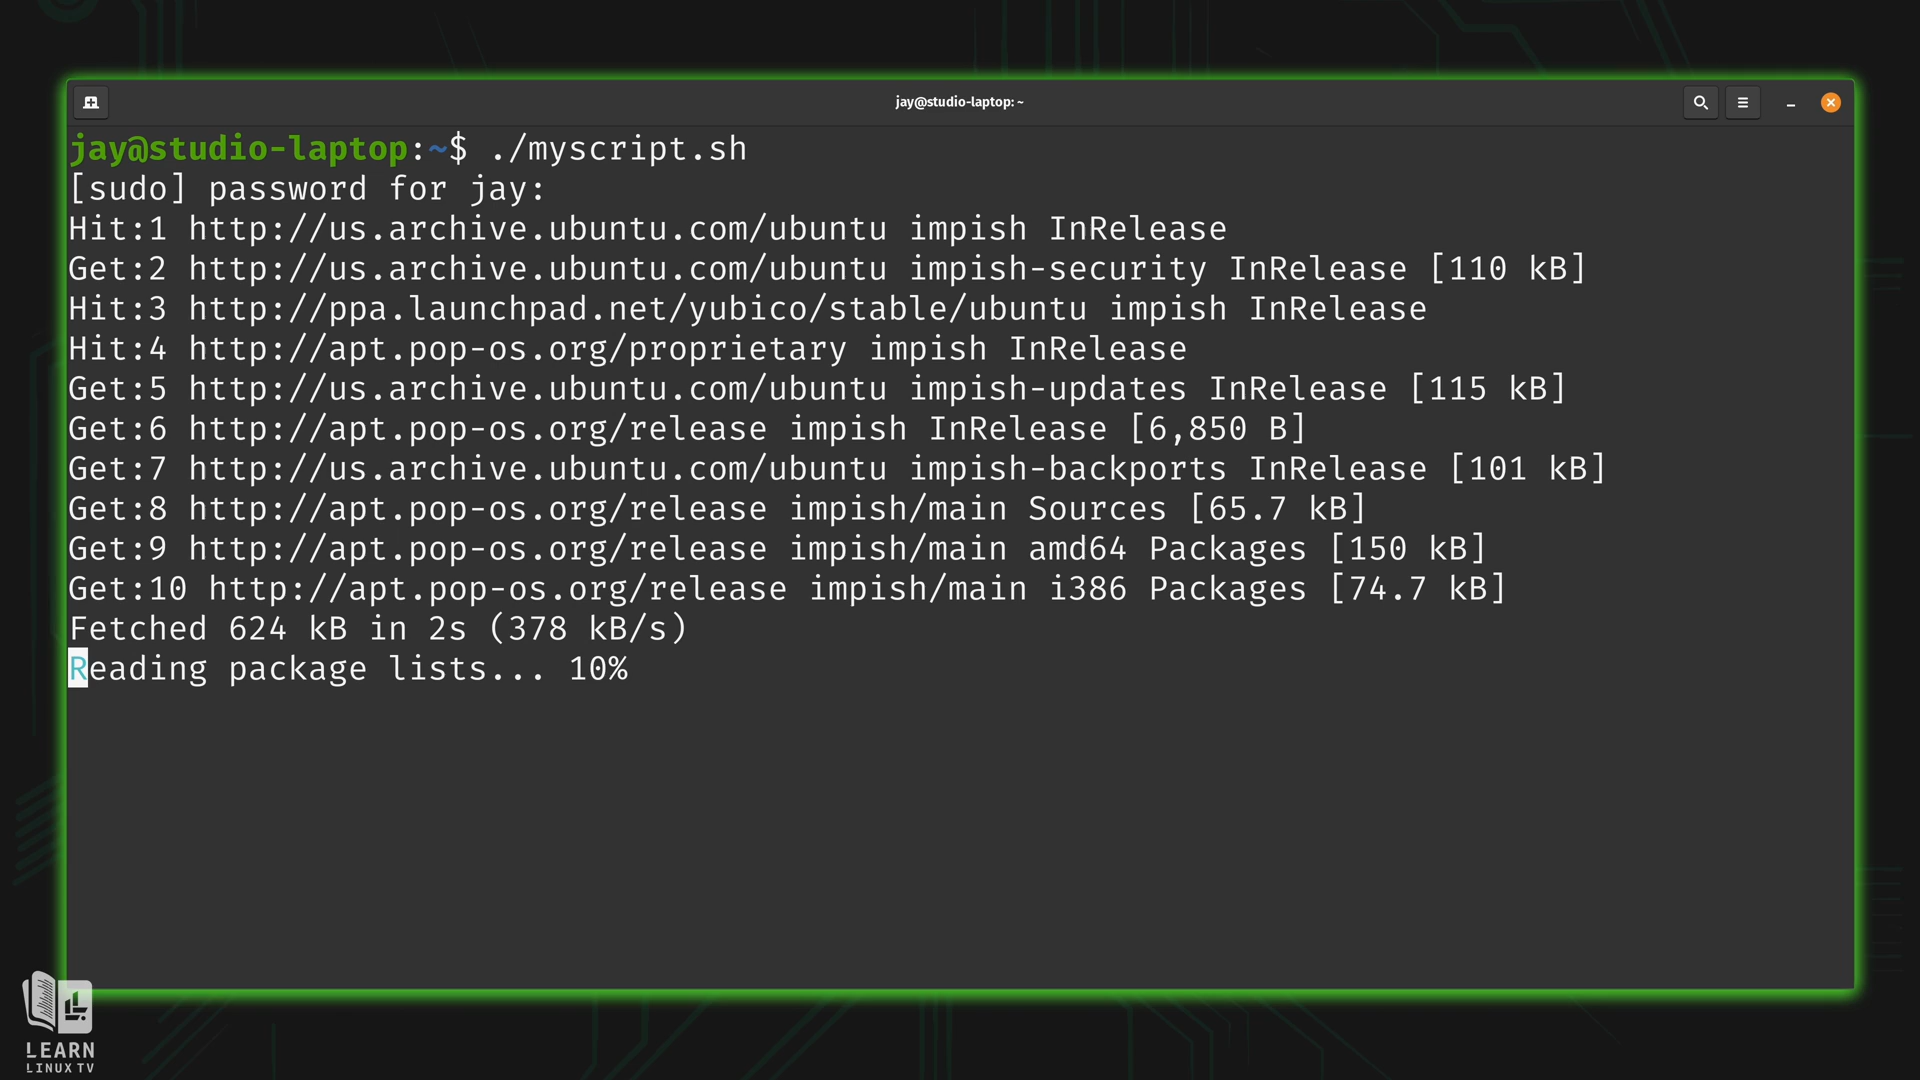 jay@studio-laptop: ~
jay@studio-laptop:~$ ./myscript.sh
[sudo] password for jay:
Hit:1 http://us.archive.ubuntu.com/ubuntu impish InRelease
Get:2 http://us.archive.ubuntu.com/ubuntu impish-security InRelease [110 kB]
Hit:3 http://ppa.launchpad.net/yubico/stable/ubuntu impish InRelease
Hit:4 http://apt.pop-os.org/proprietary impish InRelease
Get:5 http://us.archive.ubuntu.com/ubuntu impish-updates InRelease [115 kB]
Get:6 http://apt.pop-os.org/release impish InRelease [6,850 B]
Get:7 http://us.archive.ubuntu.com/ubuntu impish-backports InRelease [101 kB]
Get:8 http://apt.pop-os.org/release impish/main Sources [65.7 kB]
Get:9 http://apt.pop-os.org/release impish/main amd64 Packages [150 kB]
Get:10 http://apt.pop-os.org/release impish/main i386 Packages [74.7 kB]
Fetched 624 kB in 2s (378 kB/s)
Reading package lists... 10%
LEARN
LINUX TV